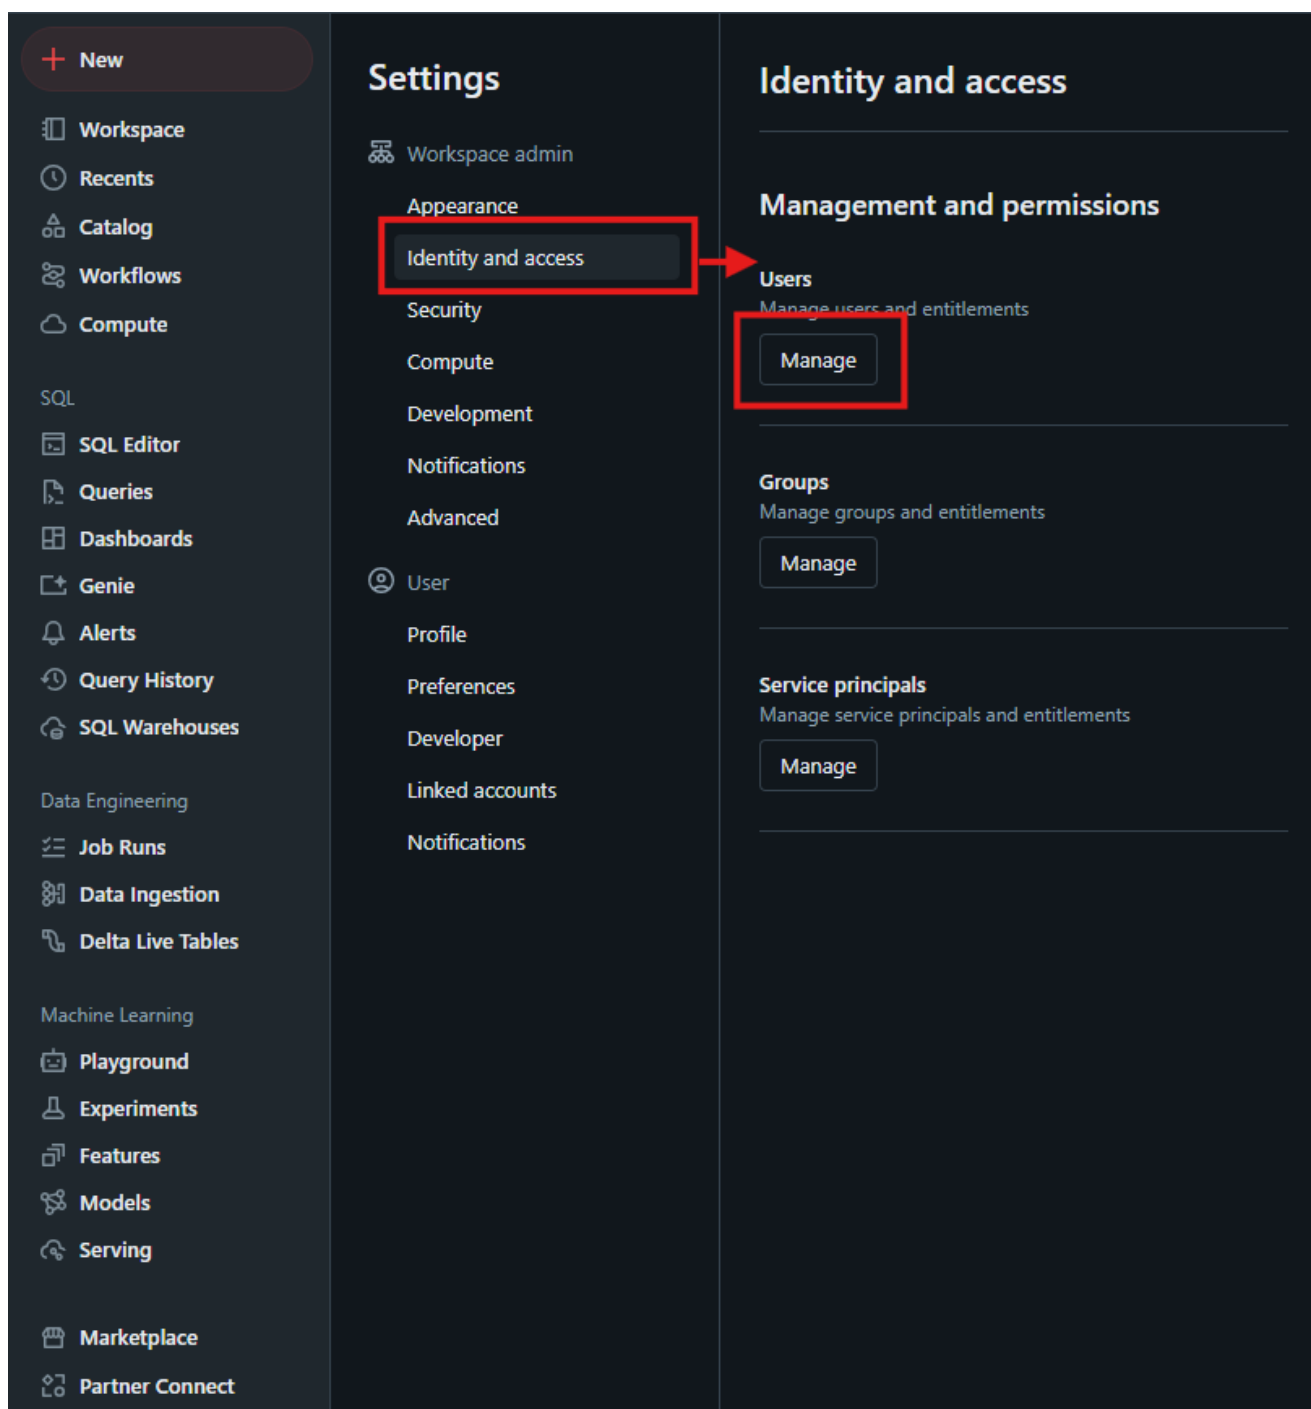 New
Workspace
Recents
Catalog
Workflows
Compute
SQL
SQL Editor
Queries
Dashboards
Genie
Alerts
Query History
SQL Warehouses
Data Engineering
Job Runs
Data Ingestion
Delta Live Tables
Machine Learning
Playground
Experiments
Features
Models
Serving
Marketplace
Partner Connect
Settings
Workspace admin
Appearance
Identity and access
Security
Compute
Development
Notifications
Advanced
User
Profile
Preferences
Developer
Linked accounts
Notifications
Identity and access
Management and permissions
Users
Manage users and entitlements
Manage
Groups
Manage groups and entitlements
Manage
Service principals
Manage service principals and entitlements
Manage